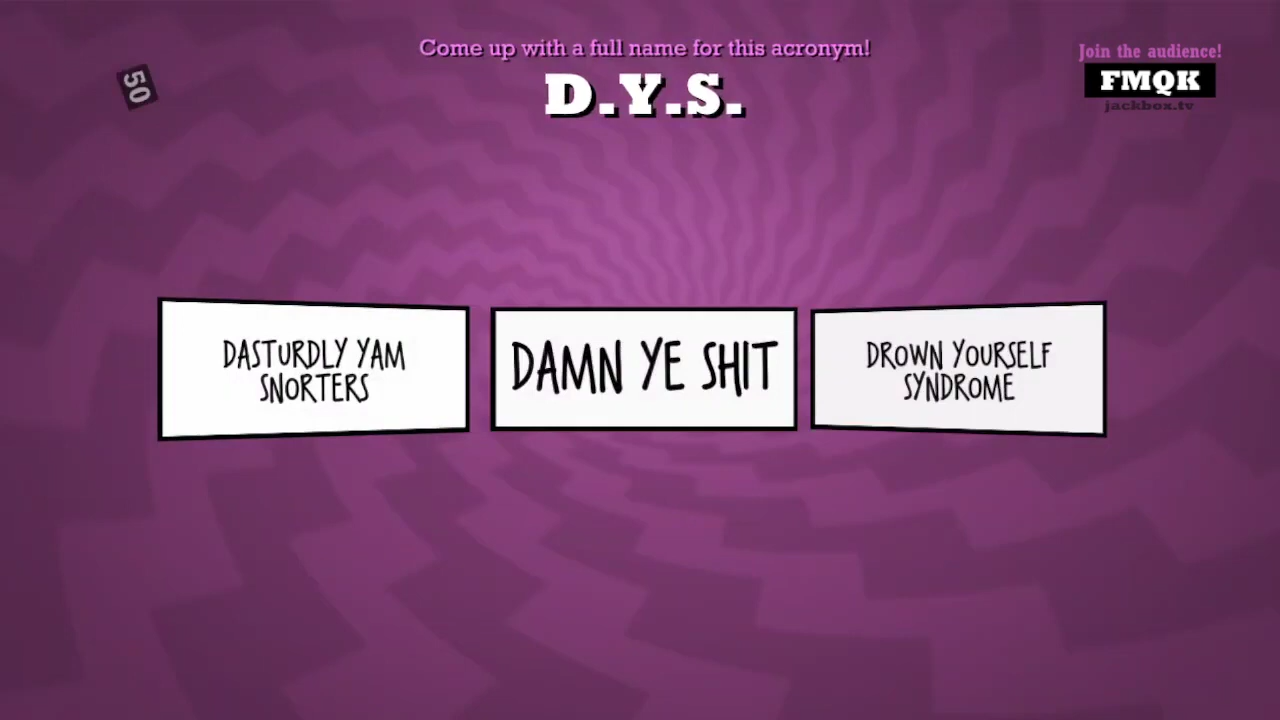 Come up with a full name for this acronym!
Join the audience!
50
D.Y.S.
FMQK
jackbox.tv
DASTURDLY YAM
SNORTERS
DAMN YE SHIT
DROWN YOURSELF
SYNDROME